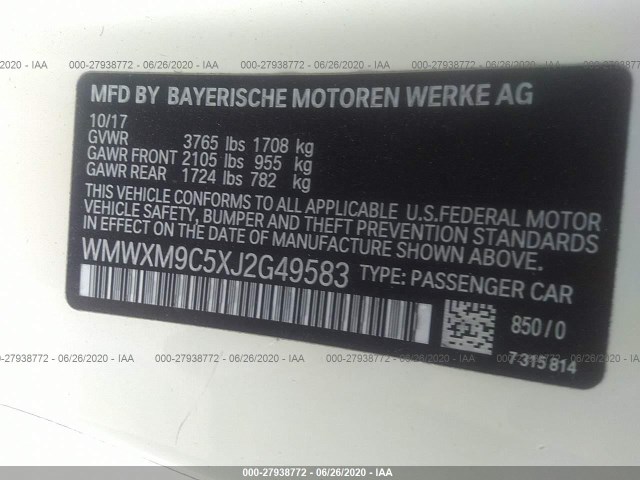 000-27938772 - 06/26/2020 - IAA
MFD BY BAYERISCHE MOTOREN WERKE AG
10/17
GVWR 3765 lbs 1708 kg
GAWR FRONT 2105 lbs 955 kg
GAWR REAR 1724 lbs 782 kg
THIS VEHICLE CONFORMS TO ALL APPLICABLE U.S.FEDERAL MOTOR
VEHICLE SAFETY, BUMPER AND THEFT PREVENTION STANDARDS
IN EFFECT ON THE DATE OF MANUFACTURE SHOWN ABOVE.
WMWXM9C5XJ2G49583 TYPE: PASSENGER CAR
850/0
7 315 814
000-27938772 - 06/26/2020 - IAA
000-27938772 - 06/26/2020 - IAA